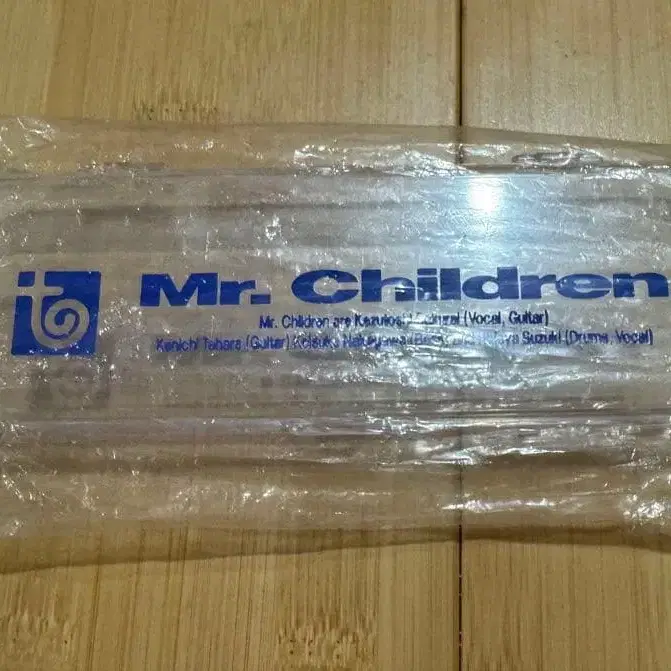 Mr. Children
Mr. Children are Kazutoshi (Vocal, Guitar)
Kenichi Tahara (Guitar) Suzuki (Drums, Vocal)